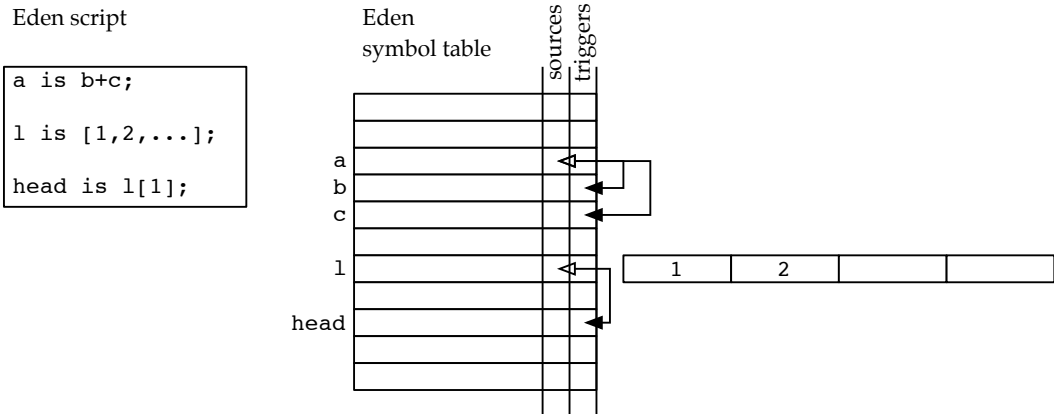 Eden script
a is b+c;
l is [1,2,...];
head is l[1];
Eden
symbol table
sources
triggers
a
b
c
l
head
1 2